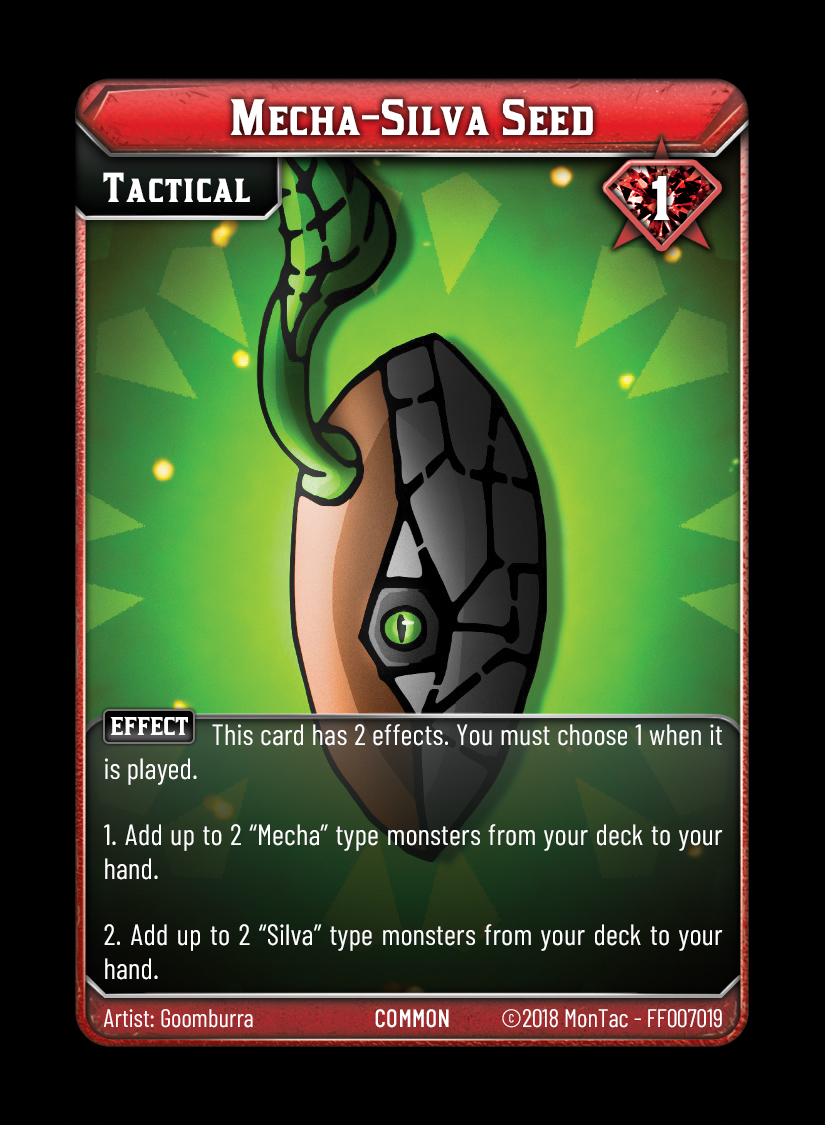 Mecha-Silva Seed
Tactical
1
EFFECT This card has 2 effects. You must choose 1 when it
is played.
1. Add up to 2 “Mecha” type monsters from your deck to your
hand.
2. Add up to 2 “Silva” type monsters from your deck to your
hand.
Artist: Goomburra COMMON ©2018 MonTac - FF007019